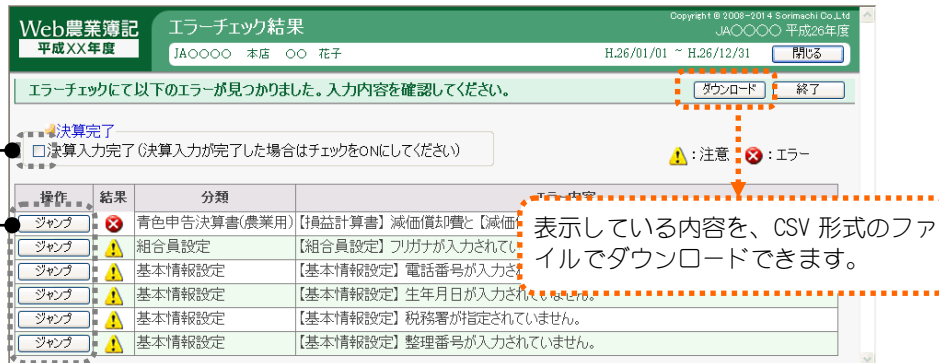 Web農業簿記
平成XX年度
エラーチェック結果
Copyright © 2008-2014 Sorimachi Co.,Ltd
JA○○○○ 平成26年度
JA○○○○ 本店 ○○ 花子
H.26/01/01 ~ H.26/12/31
閉じる
エラーチェックにて以下のエラーが見つかりました。入力内容を確認してください。
ダウンロード
終了
決算完了
決算入力完了(決算入力が完了した場合はチェックをONにしてください)
:注意 :エラー
操作 結果 分類 エラー内容
ジャンプ 青色申告決算書(農業用) 【損益計算書】減価償却費と【減価
ジャンプ 組合員設定 【組合員設定】フリガナが入力されてい
ジャンプ 基本情報設定 【基本情報設定】電話番号が入力さ
ジャンプ 基本情報設定 【基本情報設定】生年月日が入力されていません。
ジャンプ 基本情報設定 【基本情報設定】税務署が指定されていません。
ジャンプ 基本情報設定 【基本情報設定】整理番号が入力されていません。
表示している内容を、CSV 形式のファ
イルでダウンロードできます。